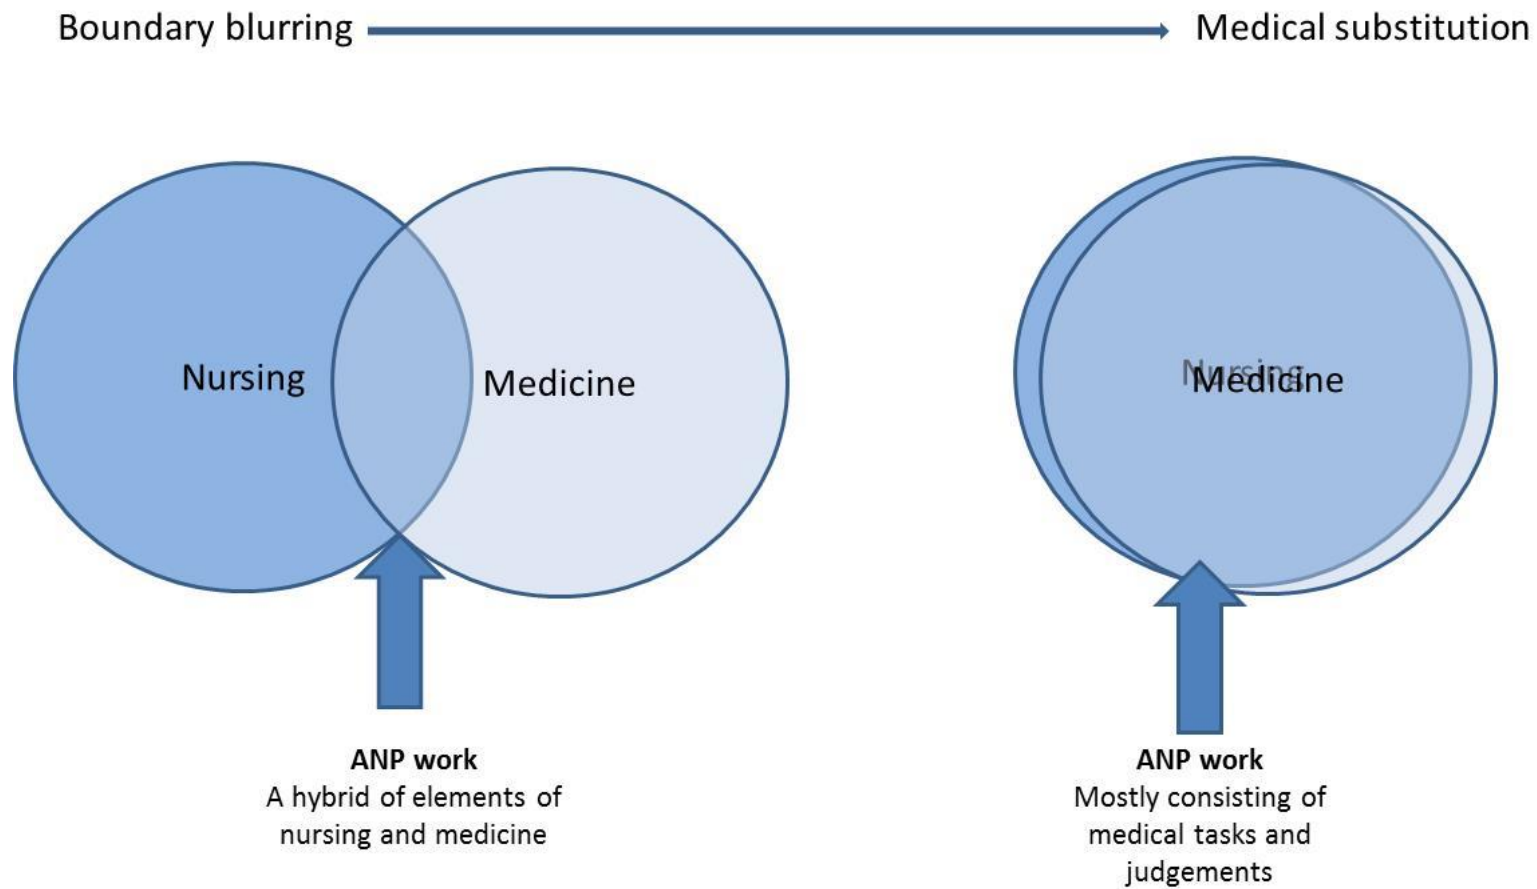 Boundary blurring
Medical substitution
Nursing
Medicine
Nursing
Medicine
ANP work
A hybrid of elements of
nursing and medicine
ANP work
Mostly consisting of
medical tasks and
judgements